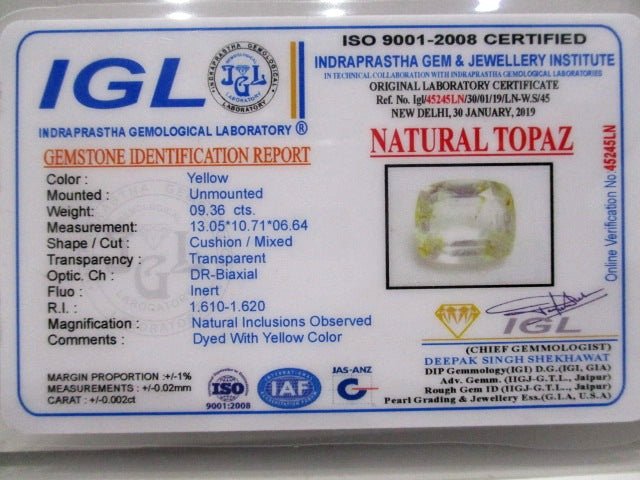 IGL
INDRAPRASTHA GEMOLOGICAL LABORATORY
IGL
INDRAPRASTHA GEMOLOGICAL LABORATORY ®
GEMSTONE IDENTIFICATION REPORT
Color : Yellow
Mounted : Unmounted
Weight: 09.36 cts.
Measurement: 13.05*10.71*06.64
Shape / Cut : Cushion / Mixed
Transparency : Transparent
Optic. Ch : DR-Biaxial
Fluo : Inert
R.I. : 1.610-1.620
Magnification : Natural Inclusions Observed
Comments : Dyed With Yellow Color
MARGIN PROPORTION :+/-1%
MEASUREMENTS : +/-0.02mm
CARAT : +/-0.002ct
ISO
9001:2008
IAF
JAS-ANZ
ISO 9001-2008 CERTIFIED
INDRAPRASTHA GEM & JEWELLERY INSTITUTE
IN TECHNICAL COLLABORATION WITH INDRAPRASTHA GEMOLOGICAL LABORATORIES
ORIGINAL LABORATORY CERTIFICATE
Ref. No. Igl/45245LN/30/01/19/LN-W.S/45
NEW DELHI, 30 JANUARY, 2019
NATURAL TOPAZ
Online Verification No:45245LN
IGL
(CHIEF GEMMOLOGIST)
DEEPAK SINGH SHEKHAWAT
DIP Gemmology(IGI) D.G.(IGI, GIA)
Adv. Gemm. (IIGJ-G.T.L., Jaipur)
Rough Gem ID (IIGJ-G.T.L., Jaipur)
Pearl Grading & Jewellery Ess.(G.I.A, U.S.A)